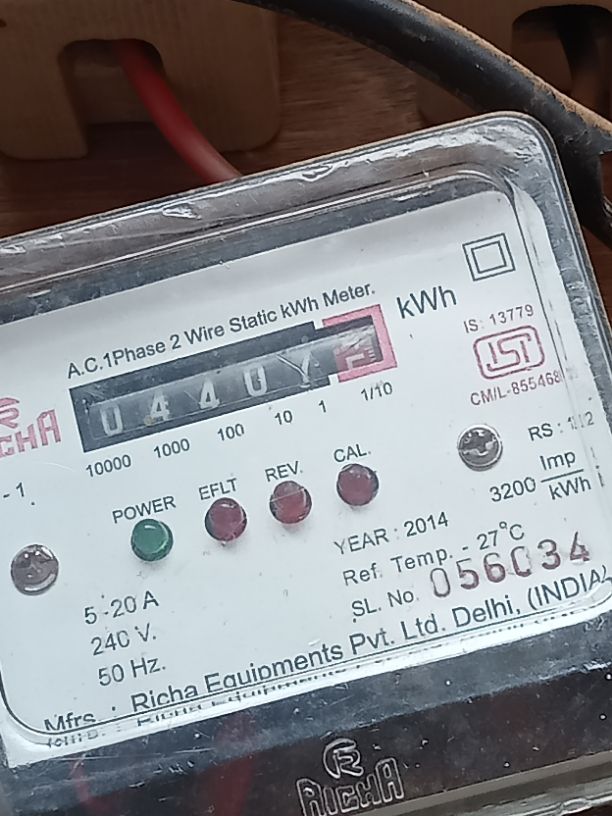 A.C.1Phase 2 Wire Static kWh Meter.
kWh
0 4 4 0
10000 1000 100 10 1 1/10
IS: 13779
ISI
CM/L-855468
RICHA
- 1
POWER EFLT REV. CAL.
RS :
3200 Imp/kWh
YEAR : 2014
Ref. Temp. - 27°C
SL. No. 056034
5-20 A
240 V.
50 Hz.
Mfrs. : Richa Equipments Pvt. Ltd. Delhi, (INDIA)
RICHA